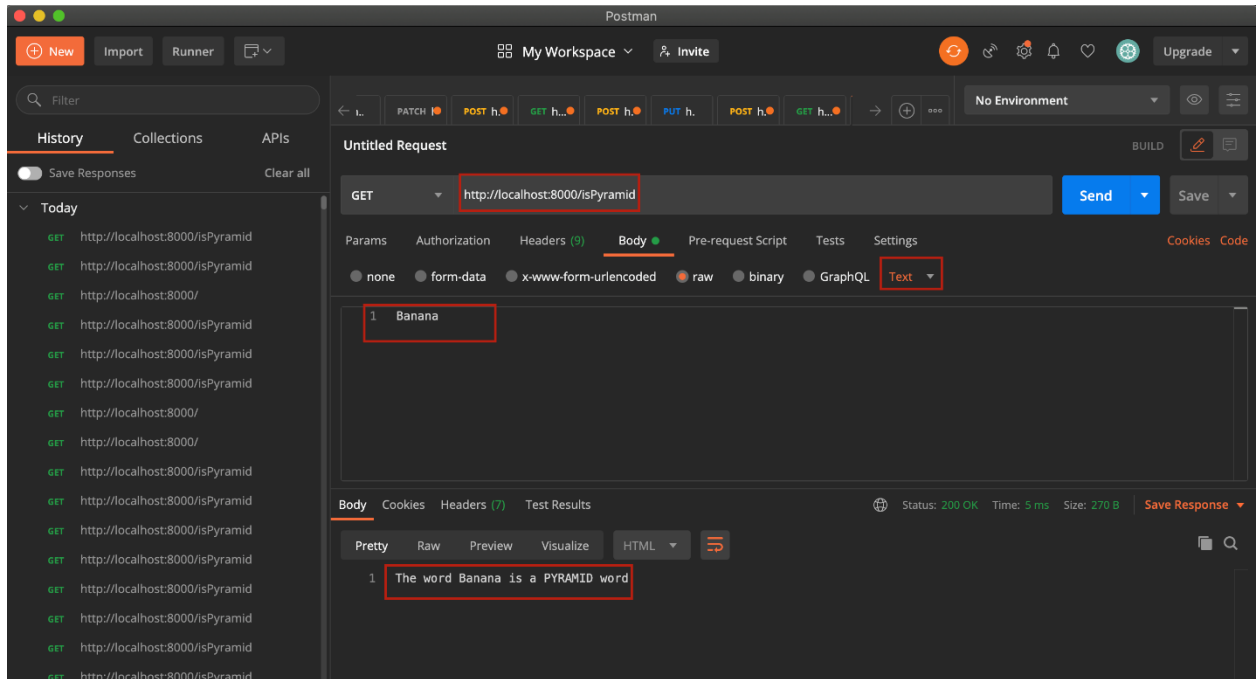 Postman
New Import Runner My Workspace Invite Upgrade
Filter
History Collections APIs
Save Responses Clear all
Today
GET http://localhost:8000/isPyramid
GET http://localhost:8000/isPyramid
GET http://localhost:8000/
GET http://localhost:8000/isPyramid
GET http://localhost:8000/isPyramid
GET http://localhost:8000/isPyramid
GET http://localhost:8000/
GET http://localhost:8000/
GET http://localhost:8000/isPyramid
GET http://localhost:8000/isPyramid
GET http://localhost:8000/isPyramid
GET http://localhost:8000/isPyramid
GET http://localhost:8000/isPyramid
GET http://localhost:8000/isPyramid
GET http://localhost:8000/isPyramid
GET http://localhost:8000/isPyramid
PATCH POST h. GET h... POST h. PUT h. POST h. GET h... No Environment
Untitled Request BUILD
GET http://localhost:8000/isPyramid Send Save
Params Authorization Headers (9) Body Pre-request Script Tests Settings Cookies Code
none form-data x-www-form-urlencoded raw binary GraphQL Text
1 Banana
Body Cookies Headers (7) Test Results Status: 200 OK Time: 5 ms Size: 270 B Save Response
Pretty Raw Preview Visualize HTML
1 The word Banana is a PYRAMID word